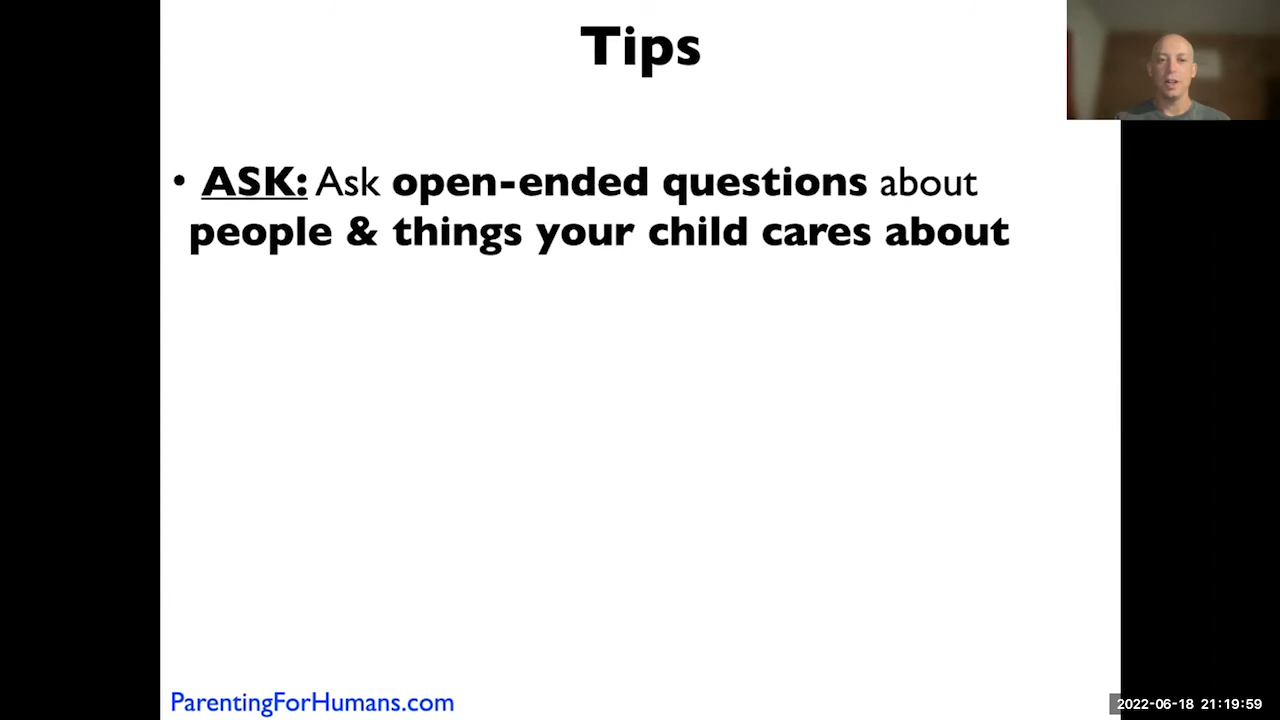 Tips
• ASK: Ask open-ended questions about
people & things your child cares about
ParentingForHumans.com
2022-06-18 21:19:59